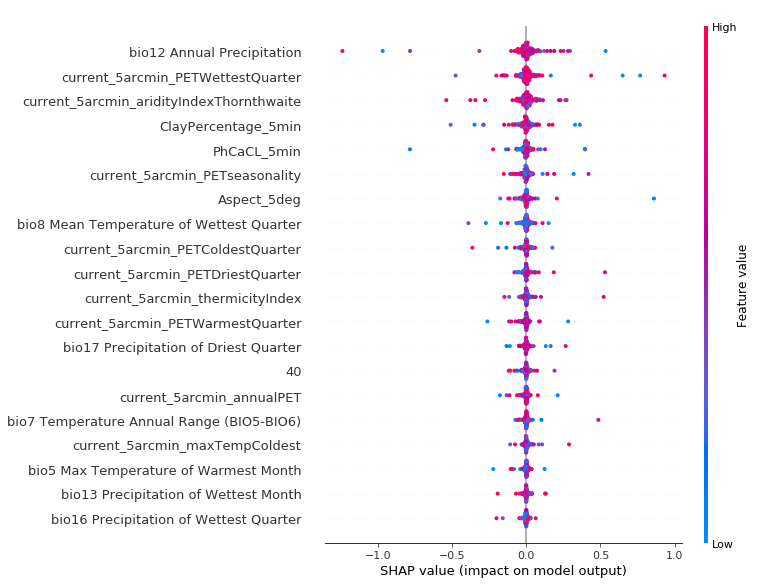 High
bio12 Annual Precipitation
current_5arcmin_PETWettestQuarter
current_5arcmin_aridityIndexThornthwaite
ClayPercentage_5min
PhCaCL_5min
current_5arcmin_PETseasonality
Aspect_5deg
bio8 Mean Temperature of Wettest Quarter
current_5arcmin_PETColdestQuarter
current_5arcmin_PETDriestQuarter
current_5arcmin_thermicityIndex
current_5arcmin_PETWarmestQuarter
bio17 Precipitation of Driest Quarter
40
current_5arcmin_annualPET
bio7 Temperature Annual Range (BIO5-BIO6)
current_5arcmin_maxTempColdest
bio5 Max Temperature of Warmest Month
bio13 Precipitation of Wettest Month
bio16 Precipitation of Wettest Quarter
Feature value
Low
−1.0 −0.5 0.0 0.5 1.0
SHAP value (impact on model output)